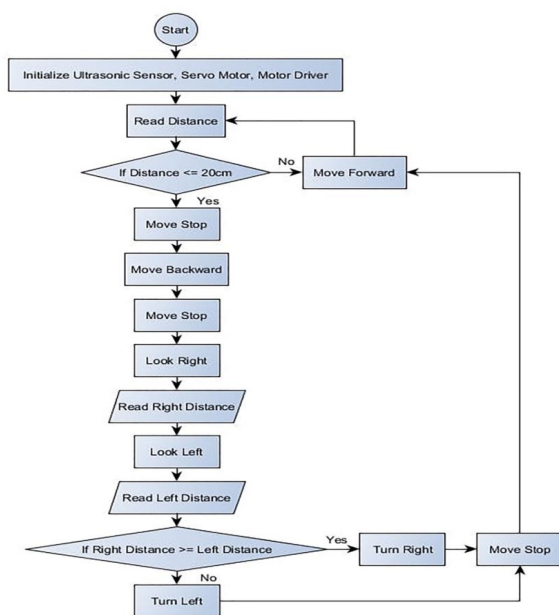 Start
Initialize Ultrasonic Sensor, Servo Motor, Motor Driver
Read Distance
If Distance <= 20cm
No
Move Forward
Yes
Move Stop
Move Backward
Move Stop
Look Right
Read Right Distance
Look Left
Read Left Distance
If Right Distance >= Left Distance
Yes
Turn Right
Move Stop
No
Turn Left